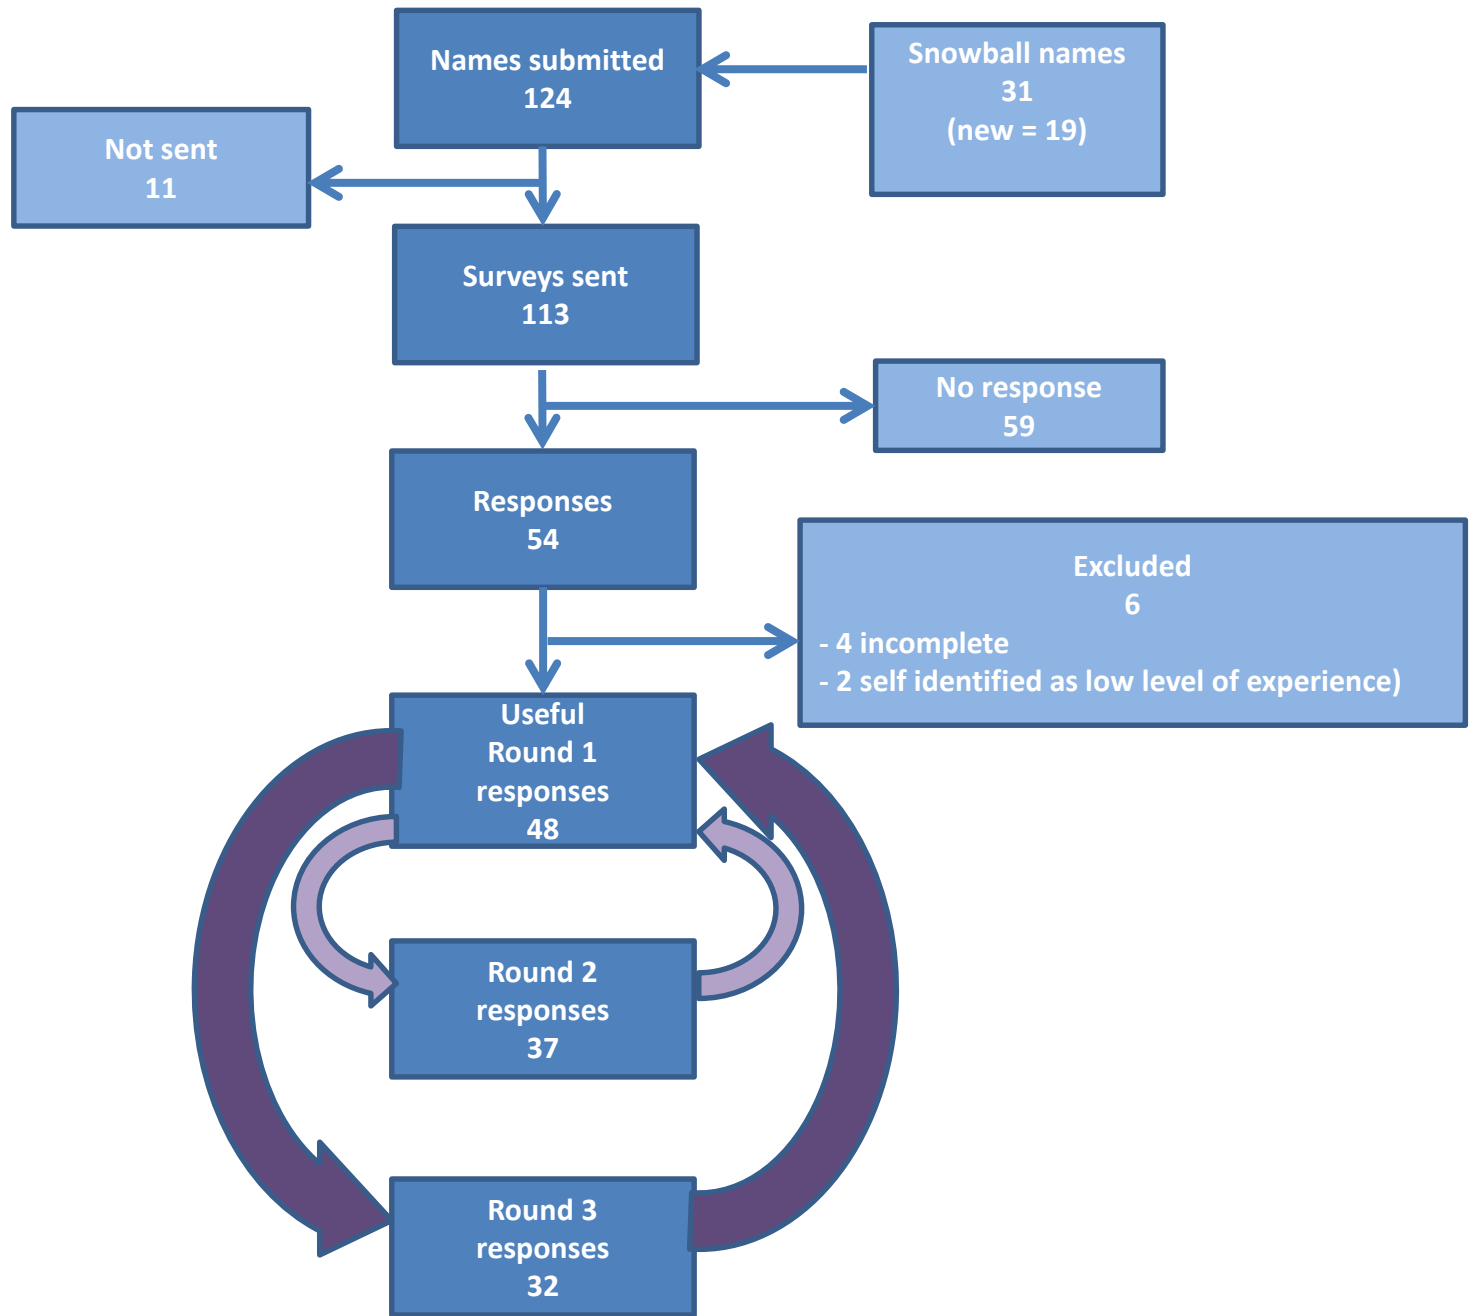 Names submitted
124
Snowball names
31
(new = 19)
Not sent
11
Surveys sent
113
No response
59
Responses
54
Excluded
6
- 4 incomplete
- 2 self identified as low level of experience)
Useful
Round 1
responses
48
Round 2
responses
37
Round 3
responses
32